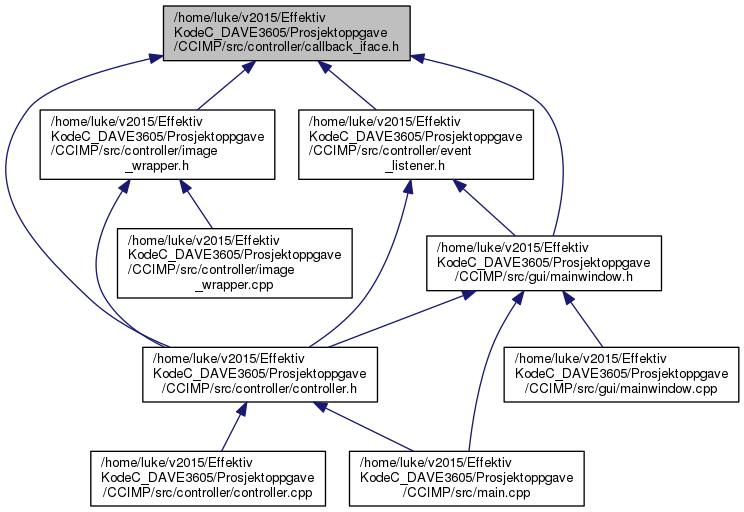 /home/luke/v2015/Effektiv
KodeC_DAVE3605/Prosjektoppgave
/CCIMP/src/controller/callback_iface.h
/home/luke/v2015/Effektiv
KodeC_DAVE3605/Prosjektoppgave
/CCIMP/src/controller/image
_wrapper.h
/home/luke/v2015/Effektiv
KodeC_DAVE3605/Prosjektoppgave
/CCIMP/src/controller/event
_listener.h
/home/luke/v2015/Effektiv
KodeC_DAVE3605/Prosjektoppgave
/CCIMP/src/controller/image
_wrapper.cpp
/home/luke/v2015/Effektiv
KodeC_DAVE3605/Prosjektoppgave
/CCIMP/src/gui/mainwindow.h
/home/luke/v2015/Effektiv
KodeC_DAVE3605/Prosjektoppgave
/CCIMP/src/controller/controller.h
/home/luke/v2015/Effektiv
KodeC_DAVE3605/Prosjektoppgave
/CCIMP/src/gui/mainwindow.cpp
/home/luke/v2015/Effektiv
KodeC_DAVE3605/Prosjektoppgave
/CCIMP/src/controller/controller.cpp
/home/luke/v2015/Effektiv
KodeC_DAVE3605/Prosjektoppgave
/CCIMP/src/main.cpp